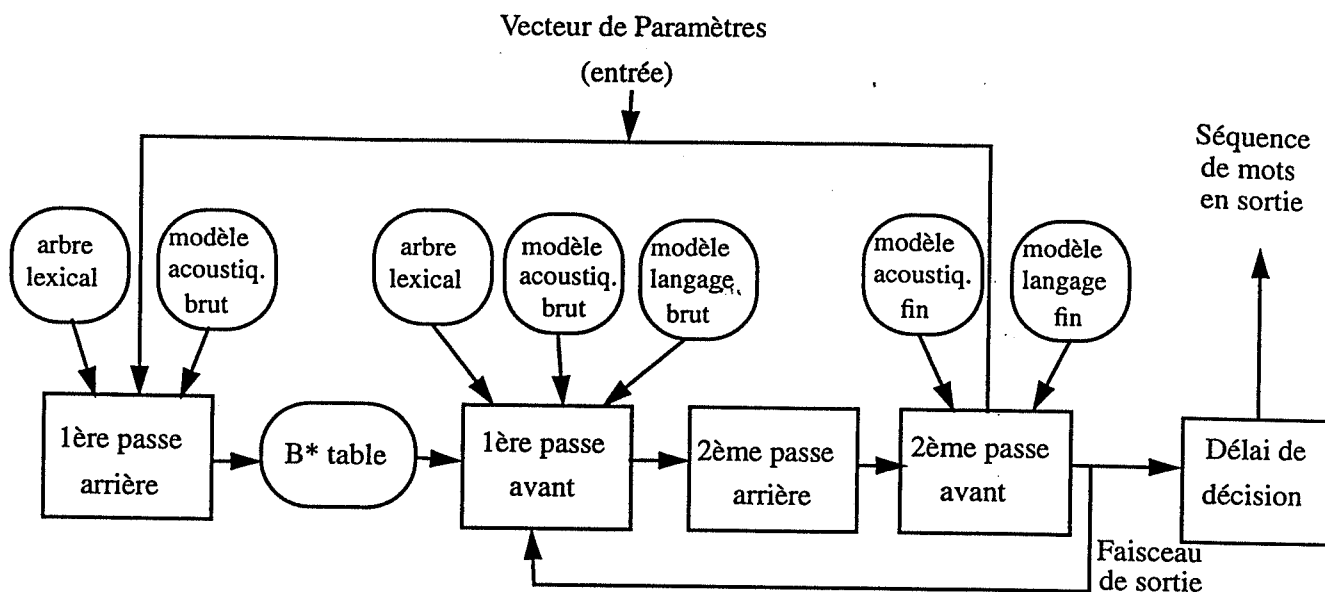 Vecteur de Paramètres
(entrée)
Séquence
de mots
en sortie
arbre
lexical
modèle
acoustiq.
brut
arbre
lexical
modèle
acoustiq.
brut
modèle
langage
brut
modèle
acoustiq.
fin
modèle
langage
fin
1ère passe
arrière
B* table
1ère passe
avant
2ème passe
arrière
2ème passe
avant
Délai de
décision
Faisceau
de sortie